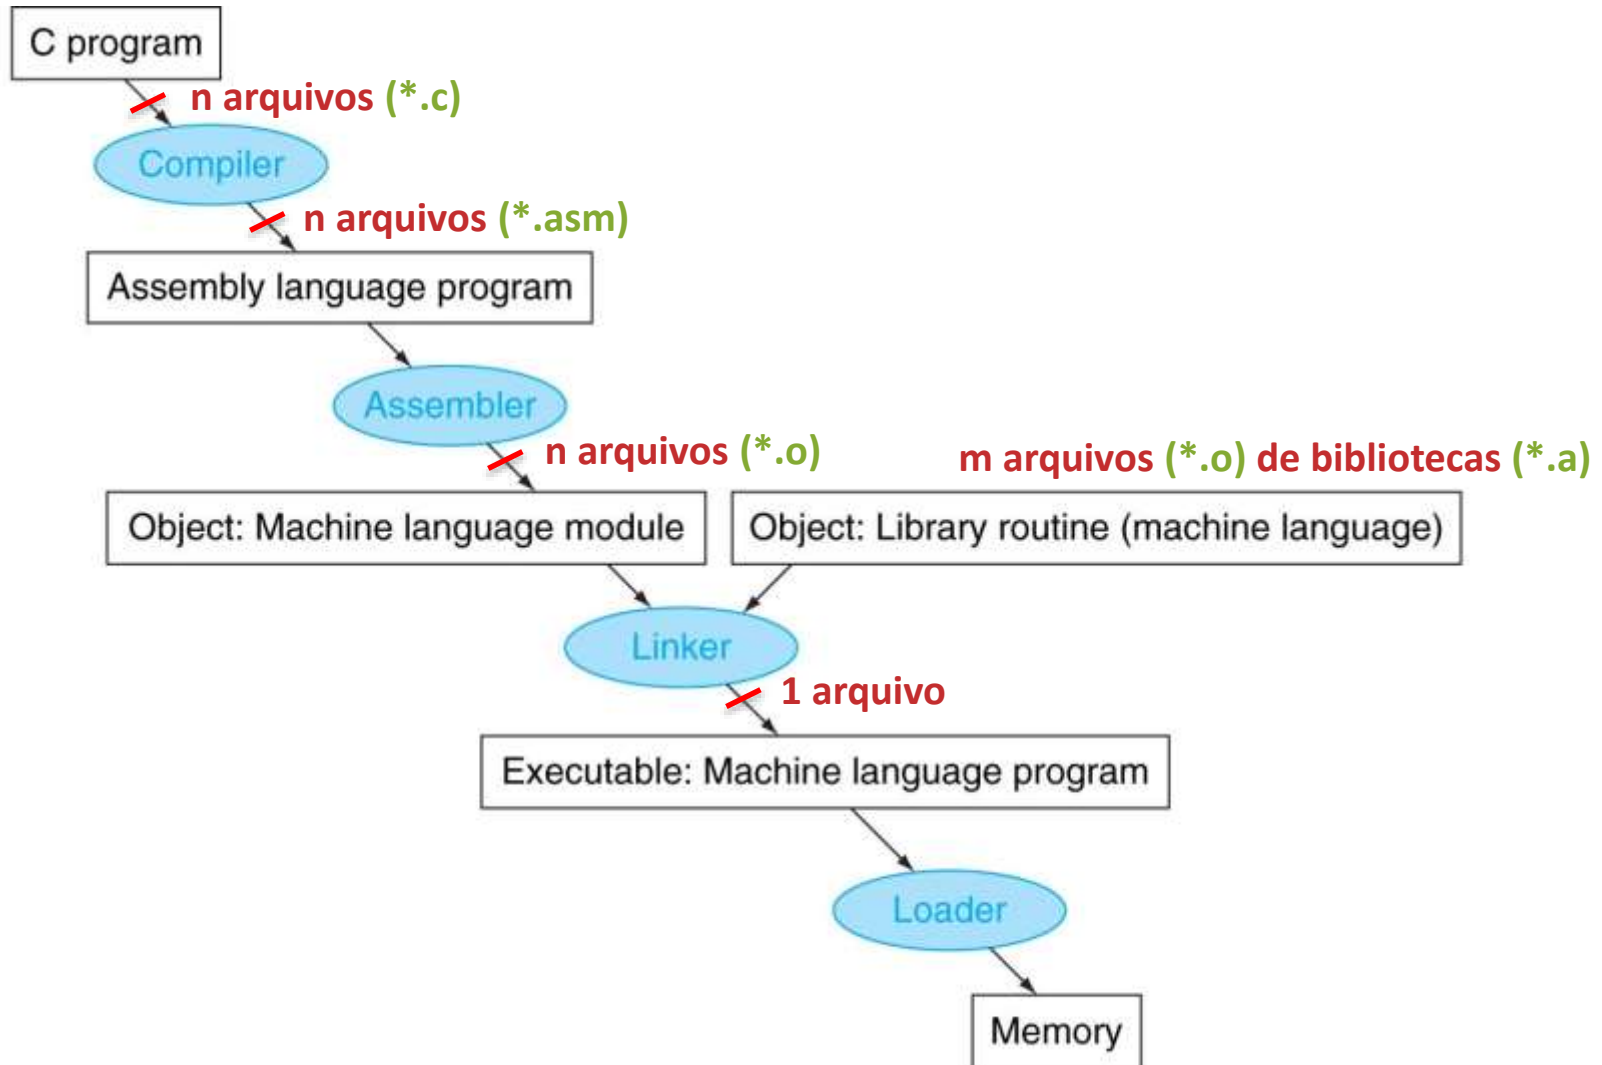 C program
n arquivos (*.c)
Compiler
n arquivos (*.asm)
Assembly language program
Assembler
n arquivos (*.o)
m arquivos (*.o) de bibliotecas (*.a)
Object: Machine language module
Object: Library routine (machine language)
Linker
1 arquivo
Executable: Machine language program
Loader
Memory